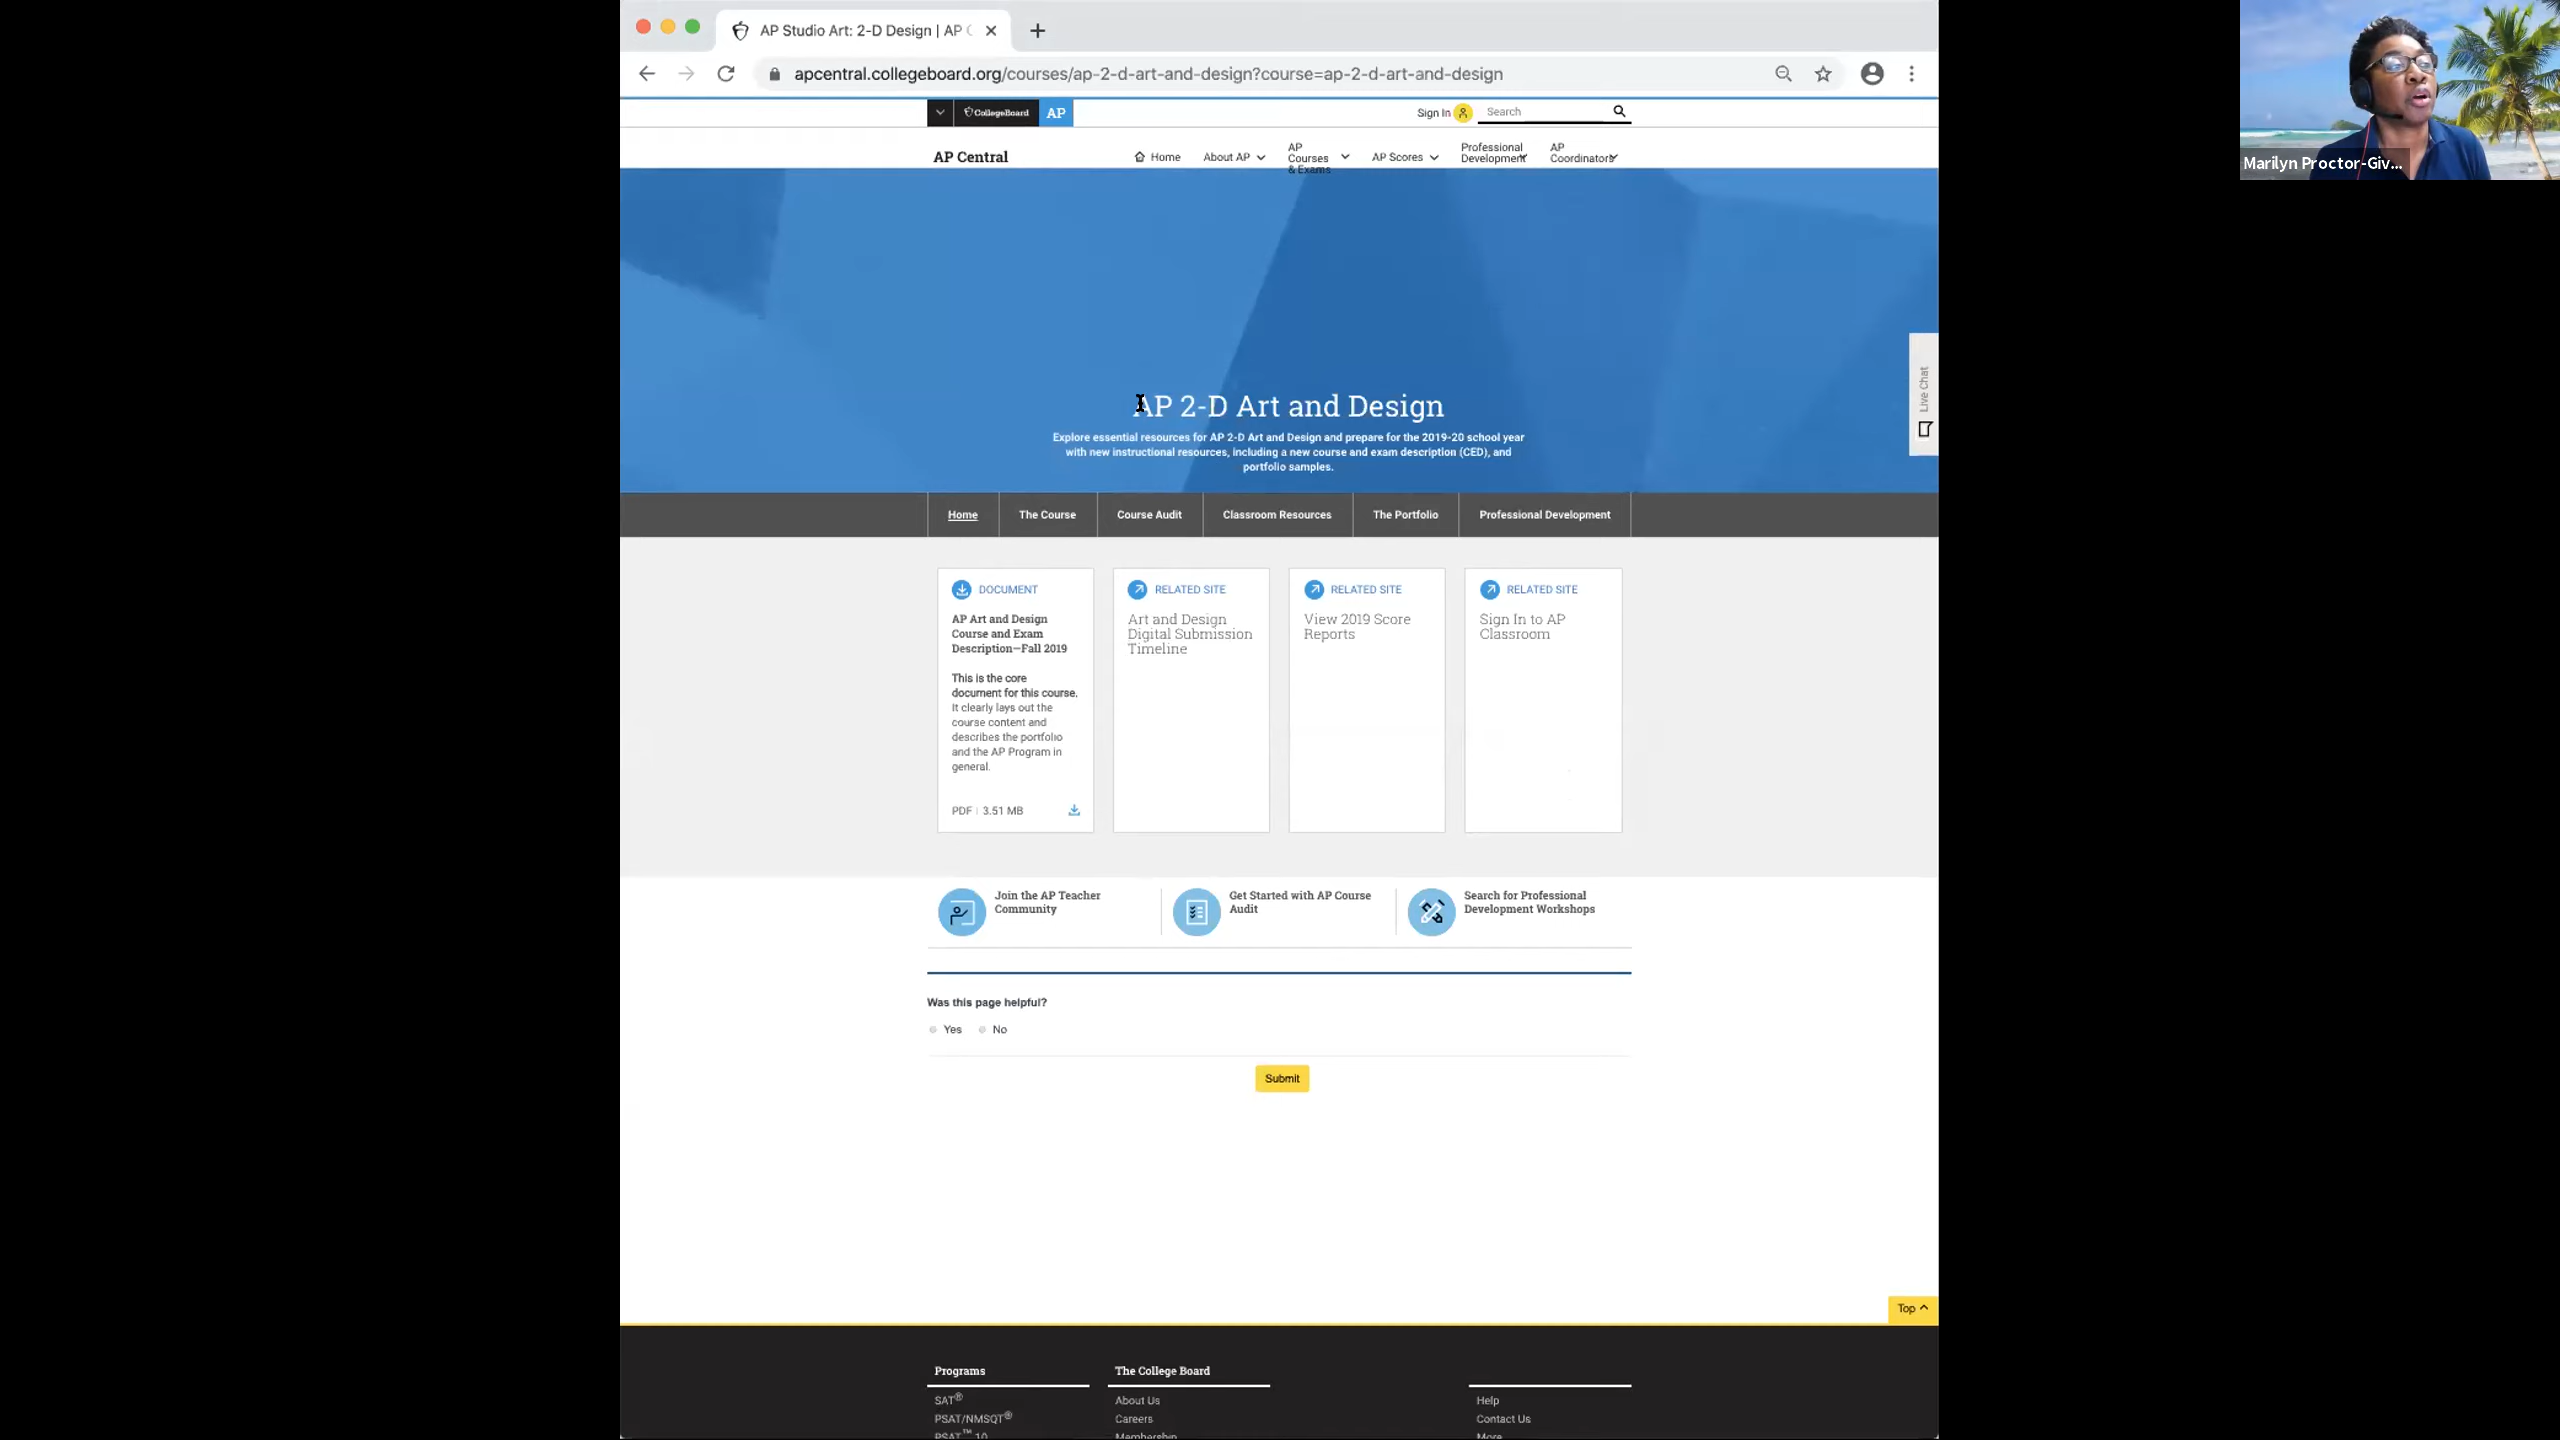 AP Studio Art: 2-D Design | AP
apcentral.collegeboard.org/courses/ap-2-d-art-and-design?course=ap-2-d-art-and-design
CollegeBoard
AP
Sign In
Search
AP Central
Home
About AP
AP
Courses
& Exams
AP Scores
Professional
Development
AP
Coordinators
AP 2-D Art and Design
Explore essential resources for AP 2-D Art and Design and prepare for the 2019-20 school year
with new instructional resources, including a new course and exam description (CED), and
portfolio samples.
Live Chat
Home
The Course
Course Audit
Classroom Resources
The Portfolio
Professional Development
DOCUMENT
AP Art and Design
Course and Exam
Description—Fall 2019
This is the core
document for this course.
It clearly lays out the
course content and
describes the portfolio
and the AP Program in
general.
PDF | 3.51 MB
RELATED SITE
Art and Design
Digital Submission
Timeline
RELATED SITE
View 2019 Score
Reports
RELATED SITE
Sign In to AP
Classroom
Join the AP Teacher
Community
Get Started with AP Course
Audit
Search for Professional
Development Workshops
Was this page helpful?
Yes
No
Submit
Top
Programs
SAT®
PSAT/NMSQT®
PSAT™ 10
The College Board
About Us
Careers
Membership
Help
Contact Us
More
Marilyn Proctor-Giv...